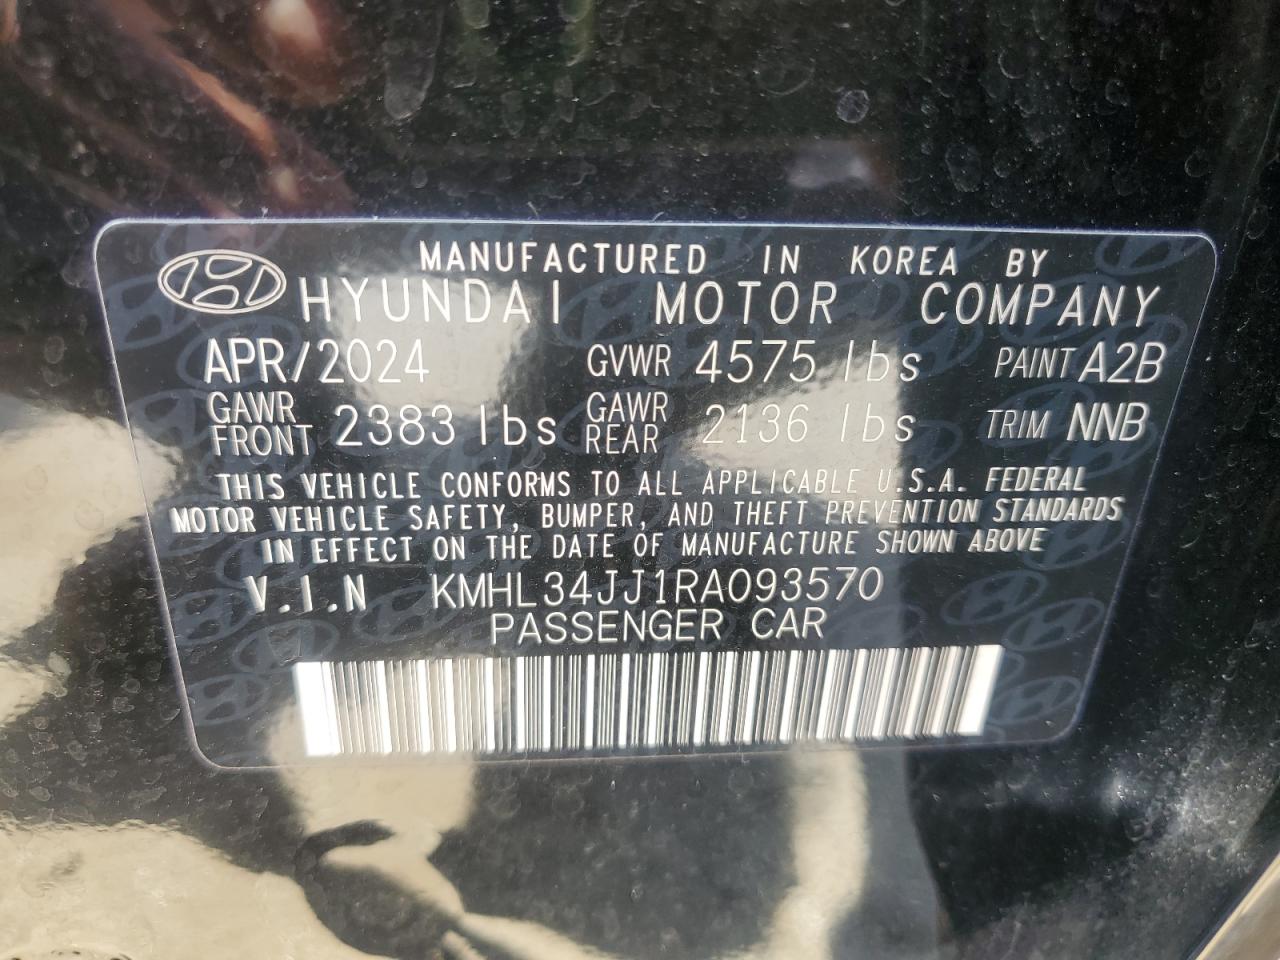 MANUFACTURED IN KOREA BY
HYUNDAI MOTOR COMPANY
APR/2024 GVWR 4575 lbs PAINT A2B
GAWR FRONT 2383 lbs GAWR REAR 2136 lbs TRIM NNB
THIS VEHICLE CONFORMS TO ALL APPLICABLE U.S.A. FEDERAL
MOTOR VEHICLE SAFETY, BUMPER, AND THEFT PREVENTION STANDARDS
IN EFFECT ON THE DATE OF MANUFACTURE SHOWN ABOVE
V.I.N KMHL34JJ1RA093570
PASSENGER CAR